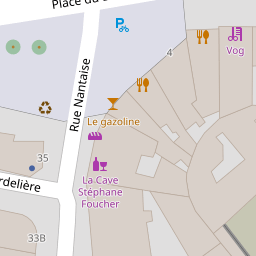 Place du
4
Vog
Rue Nantaise
Le gazoline
35
La Cave
Stéphane
Foucher
rdelière
33B